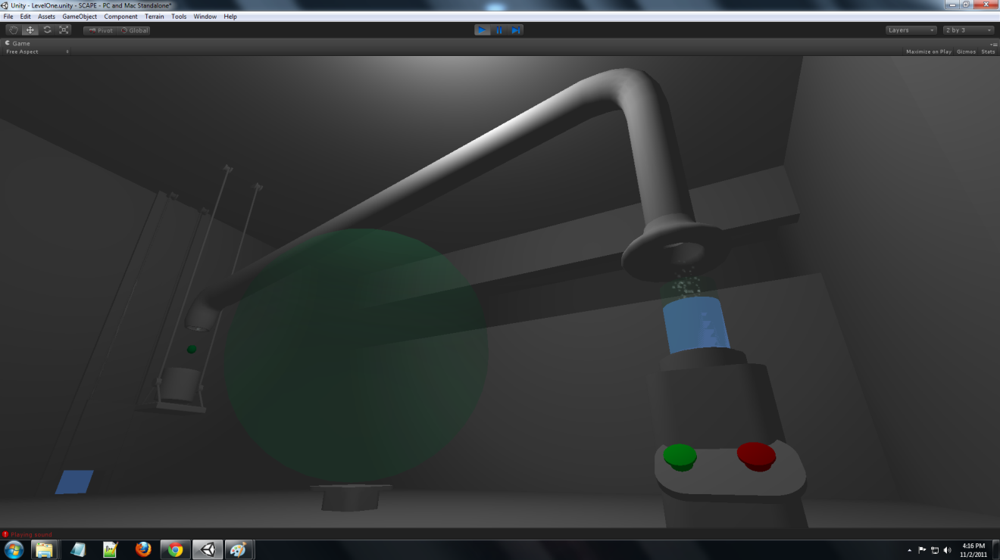 Unity - LevelOne.unity - SCAPE - PC and Mac Standalone*
File Edit Assets GameObject Component Terrain Tools Window Help
Pivot Global Layers 2 by 3
Game
Free Aspect Maximize on Play Gizmos Stats
Playing sound
4:16 PM
11/2/2011